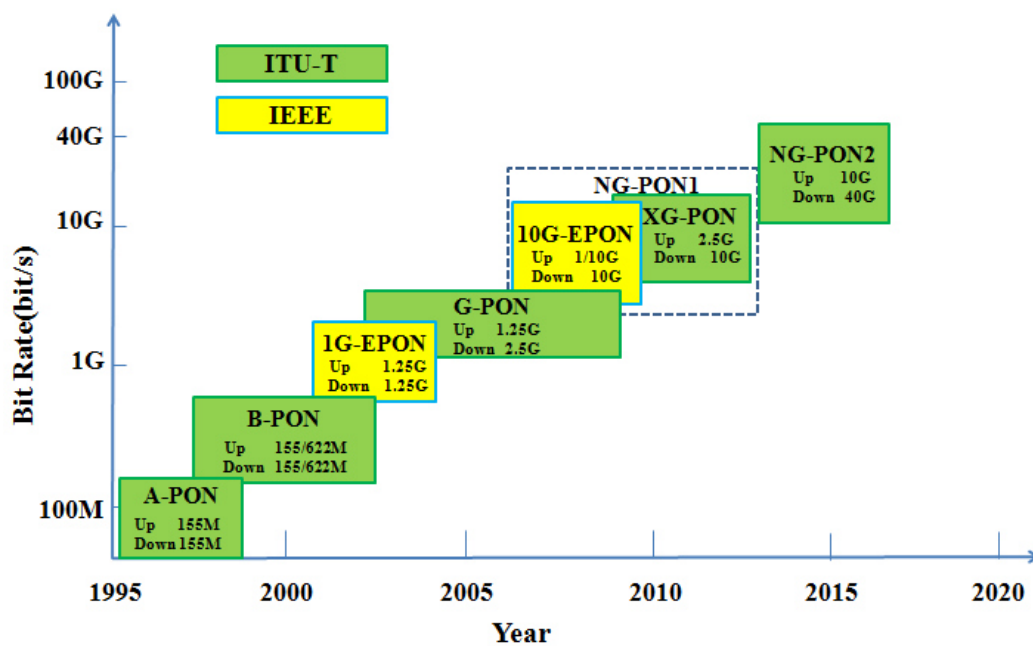 ITU-T
100G
IEEE
40G
NG-PON2
Up 10G
Down 40G
NG-PON1
10G
XG-PON
Up 2.5G
Down 10G
10G-EPON
Up 1/10G
Down 10G
G-PON
Up 1.25G
Down 2.5G
1G
1G-EPON
Up 1.25G
Down 1.25G
B-PON
Up 155/622M
Down 155/622M
100M
A-PON
Up 155M
Down 155M
Bit Rate(bit/s)
1995 2000 2005 2010 2015 2020
Year